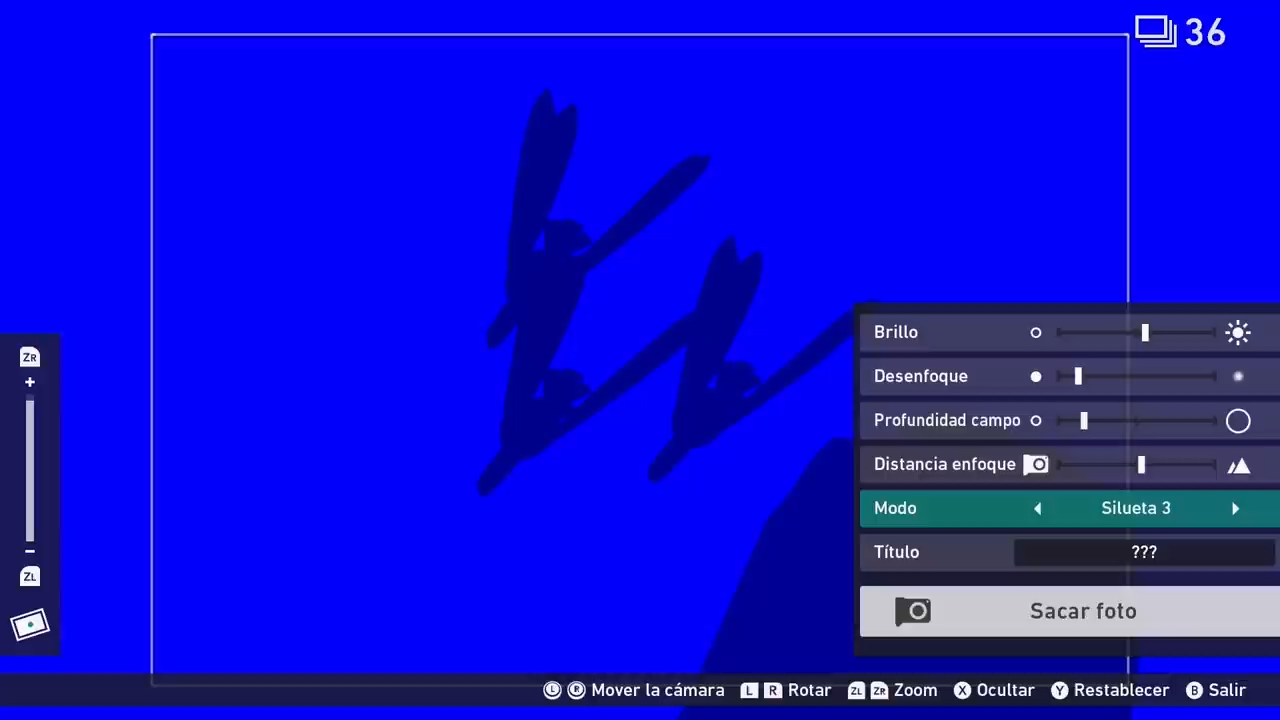 36
ZR
+
Brillo
Desenfoque
Profundidad campo
Distancia enfoque
Modo Silueta 3
Título ???
Sacar foto
-
ZL
L R Mover la cámara L R Rotar ZL ZR Zoom X Ocultar Y Restablecer B Salir